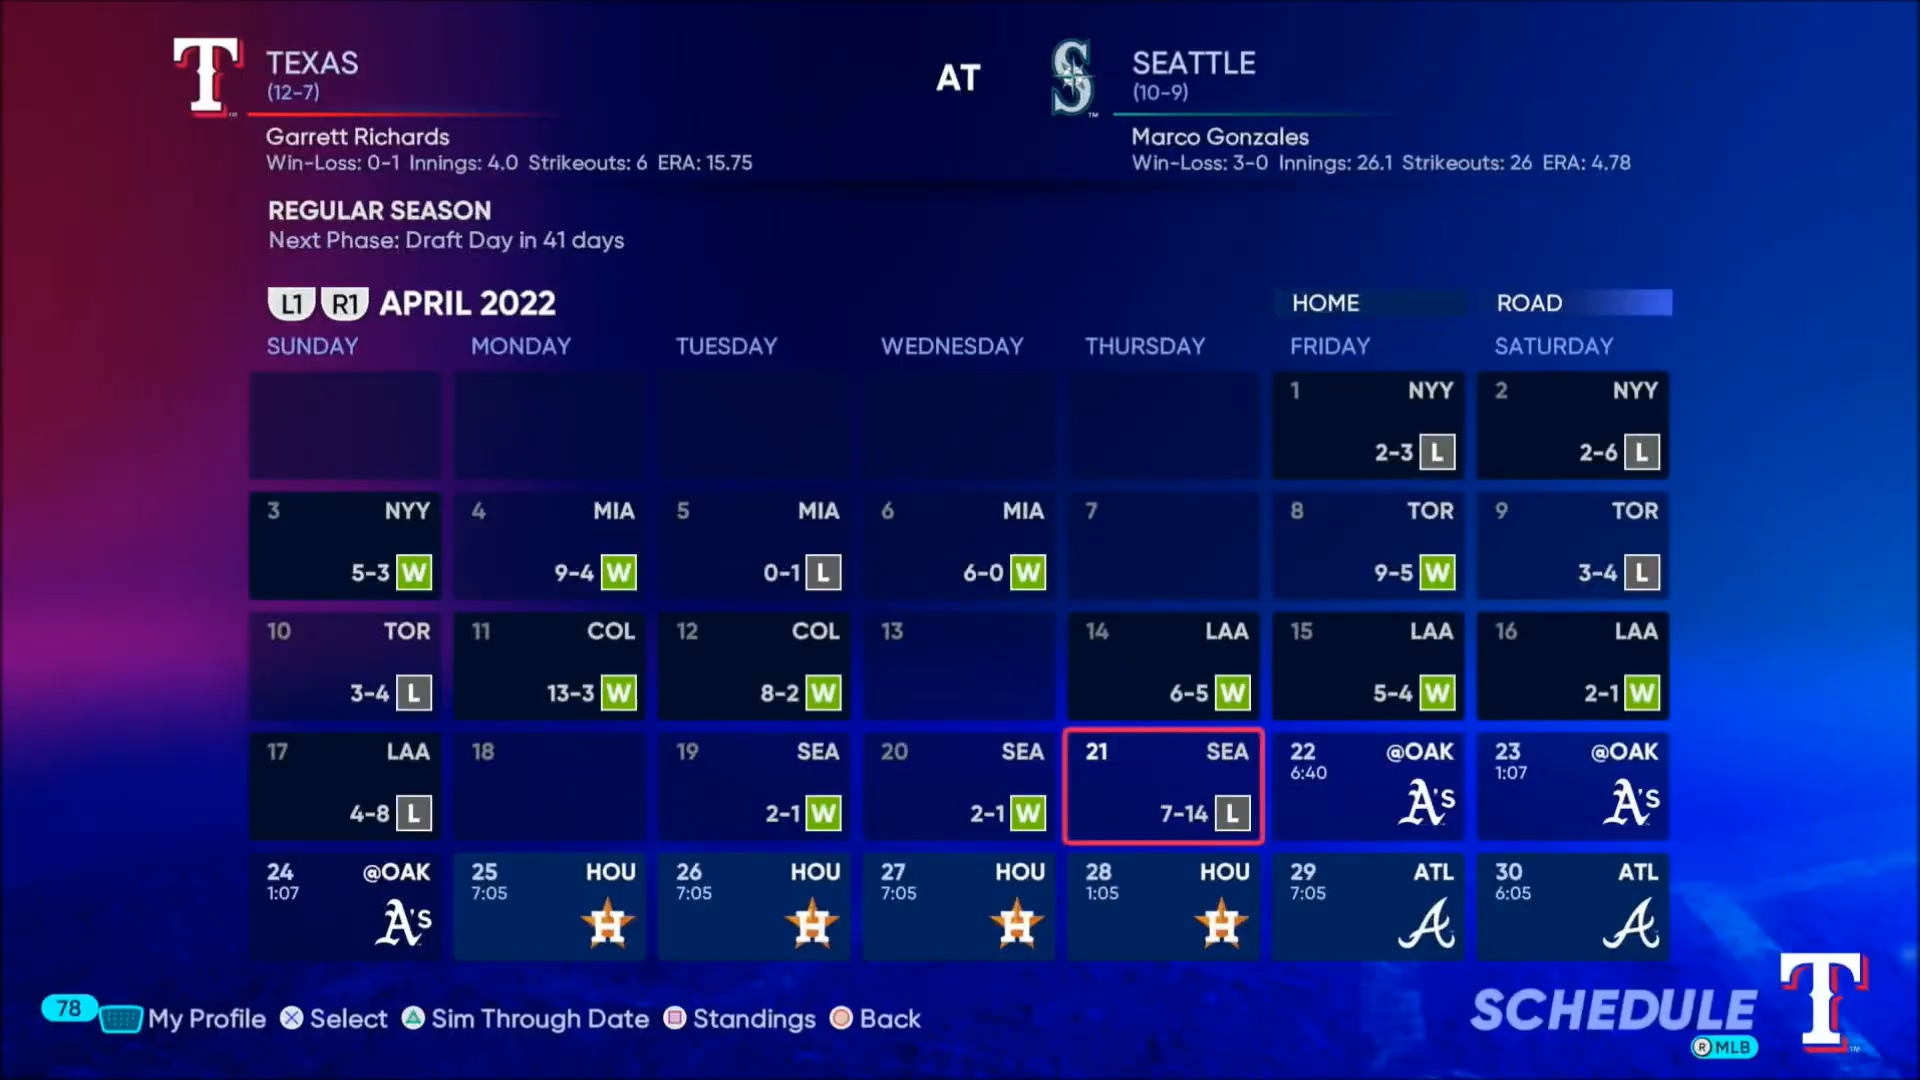 TEXAS
(12-7)
AT
SEATTLE
(10-9)
Garrett Richards
Win-Loss: 0-1 Innings: 4.0 Strikeouts: 6 ERA: 15.75
Marco Gonzales
Win-Loss: 3-0 Innings: 26.1 Strikeouts: 26 ERA: 4.78
REGULAR SEASON
Next Phase: Draft Day in 41 days
L1 R1 APRIL 2022
HOME ROAD
SUNDAY MONDAY TUESDAY WEDNESDAY THURSDAY FRIDAY SATURDAY
1 NYY 2 NYY
2-3 L 2-6 L
3 NYY 4 MIA 5 MIA 6 MIA 7 8 TOR 9 TOR
5-3 W 9-4 W 0-1 L 6-0 W 9-5 W 3-4 L
10 TOR 11 COL 12 COL 13 14 LAA 15 LAA 16 LAA
3-4 L 13-3 W 8-2 W 6-5 W 5-4 W 2-1 W
17 LAA 18 19 SEA 20 SEA 21 SEA 22 @OAK 23 @OAK
6:40 1:07
A's A's
4-8 L 2-1 W 2-1 W 7-14 L
24 @OAK 25 HOU 26 HOU 27 HOU 28 HOU 29 ATL 30 ATL
1:07 7:05 7:05 7:05 1:05 7:05 6:05
A's H H H H A A
78 My Profile Select Sim Through Date Standings Back
SCHEDULE
R MLB
T